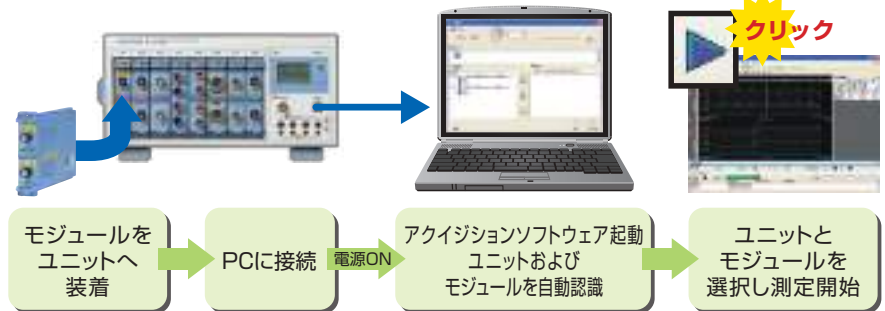 クリック
モジュールを
ユニットへ
装着
PCに接続
電源ON
アクイジションソフトウェア起動
ユニットおよび
モジュールを自動認識
ユニットと
モジュールを
選択し測定開始